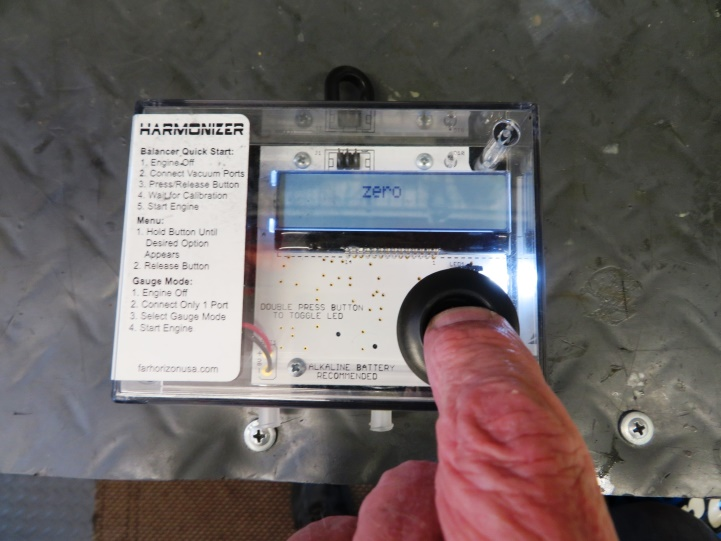 HARMONIZER
Balancer Quick Start:
1. Engine Off
2. Connect Vacuum Ports
3. Press/Release Button
4. Wait for Calibration
5. Start Engine
Menu:
1. Hold Button Until
Desired Option
Appears
2. Release Button
Gauge Mode:
1. Engine Off
2. Connect Only 1 Port
3. Select Gauge Mode
4. Start Engine
farhorizonusa.com
zero
DOUBLE PRESS BUTTON
TO TOGGLE LED
ALKALINE BATTERY
RECOMMENDED